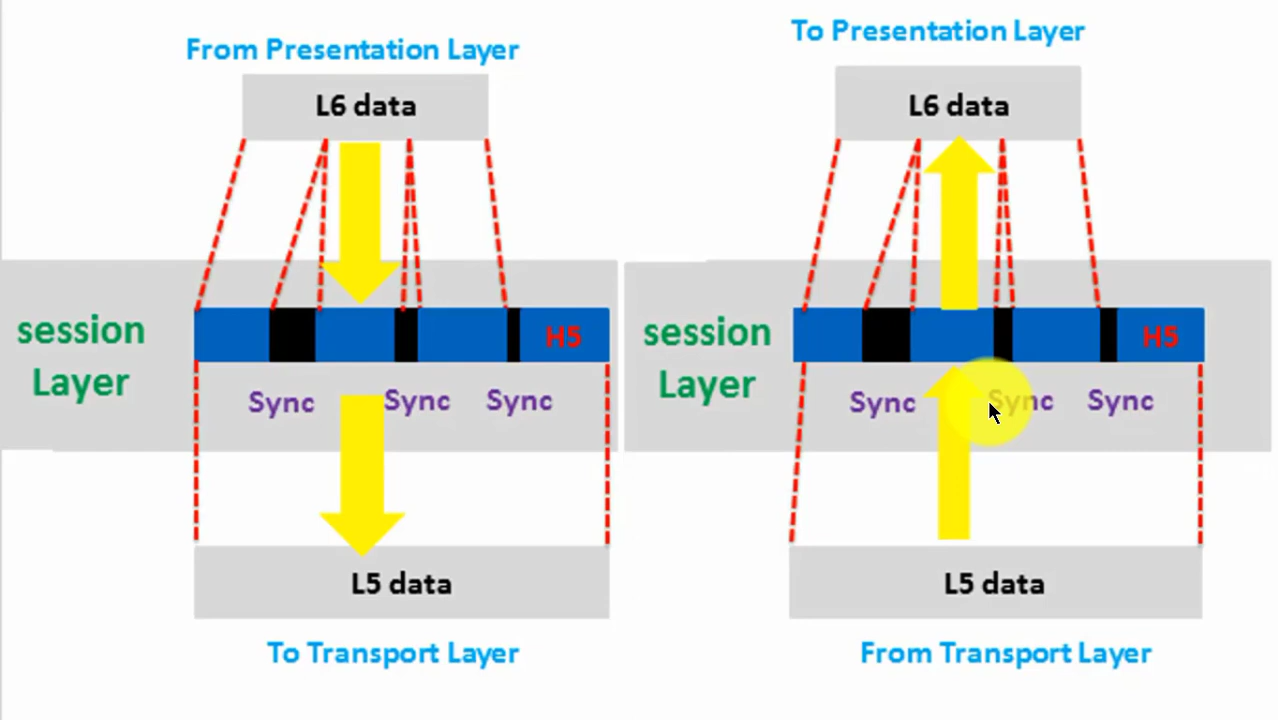 From Presentation Layer
L6 data
session
Layer
H5
Sync Sync Sync
L5 data
To Transport Layer
To Presentation Layer
L6 data
session
Layer
H5
Sync Sync Sync
L5 data
From Transport Layer